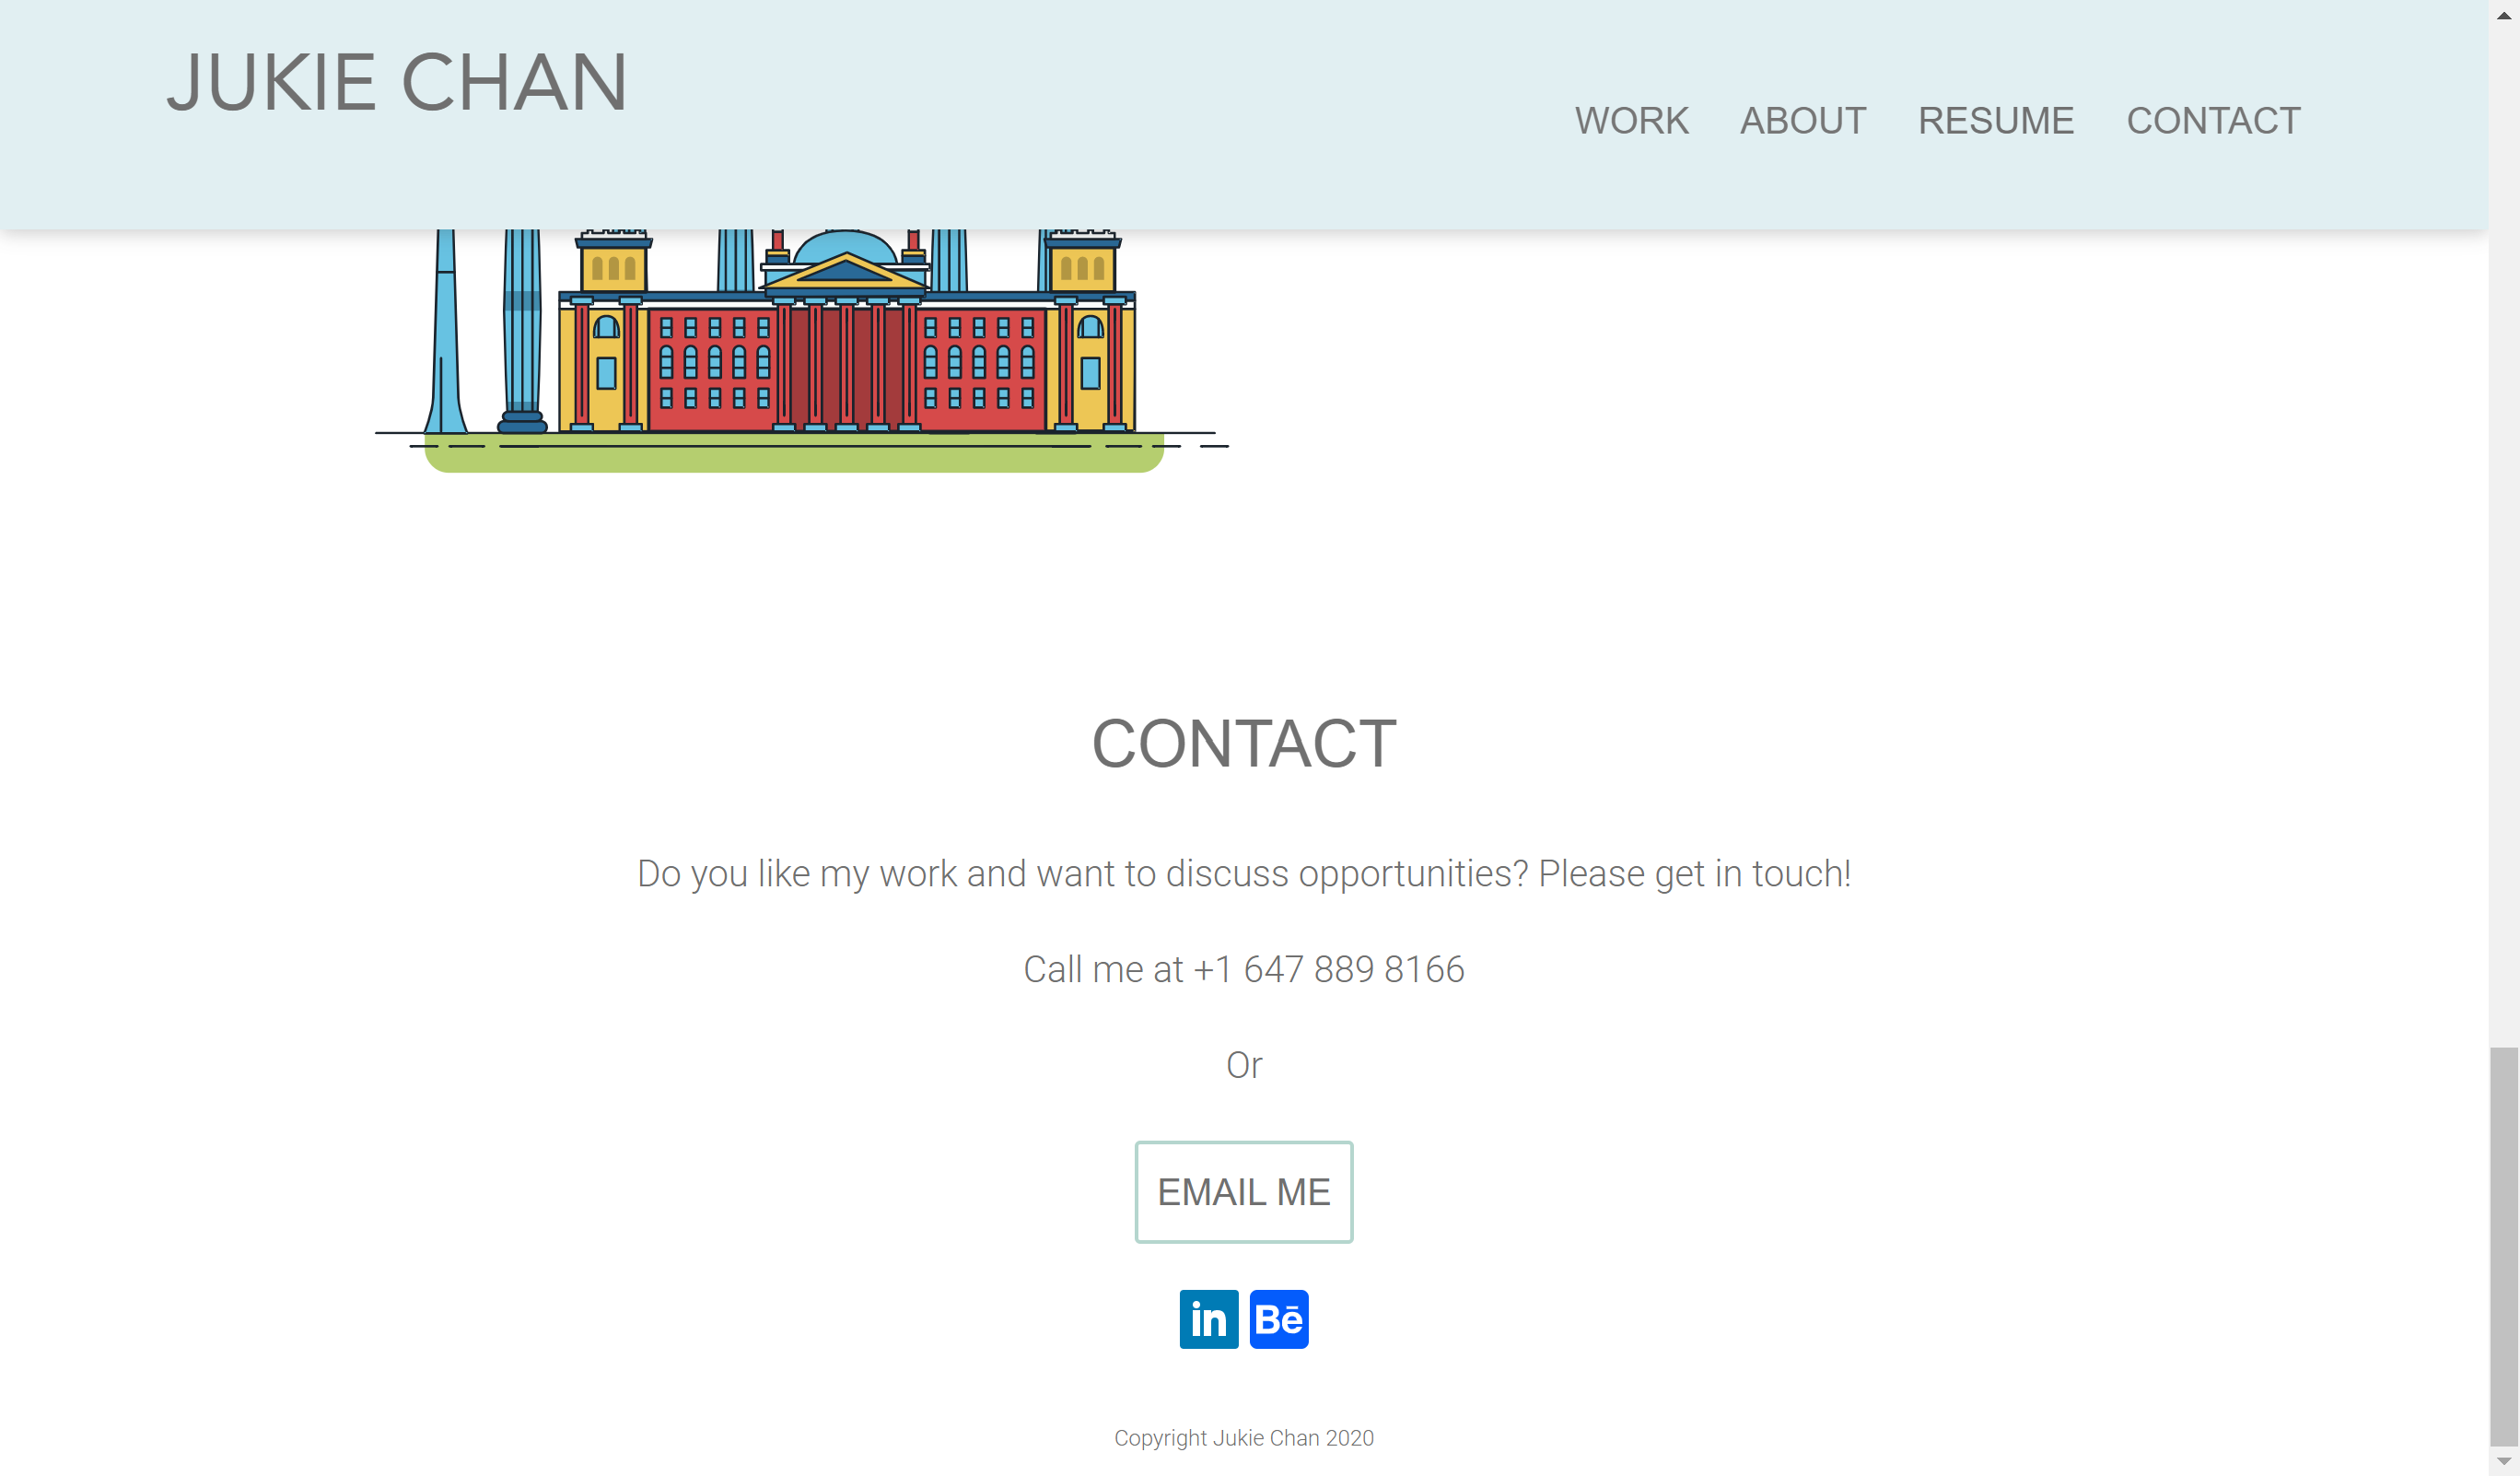 JUKIE CHAN
WORK ABOUT RESUME CONTACT
CONTACT
Do you like my work and want to discuss opportunities? Please get in touch!
Call me at +1 647 889 8166
Or
EMAIL ME
in Bē
Copyright Jukie Chan 2020